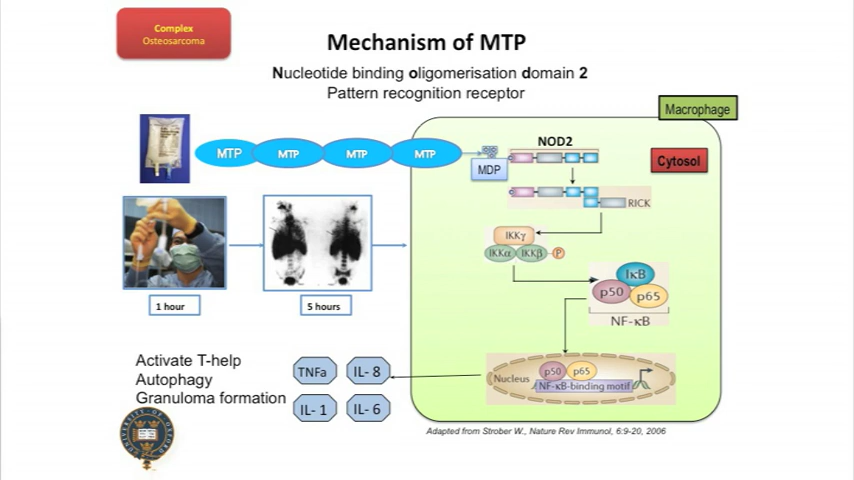 Complex
Osteosarcoma
Mechanism of MTP
Nucleotide binding oligomerisation domain 2
Pattern recognition receptor
Macrophage
MTP MTP MTP MTP
NOD2
Cytosol
MDP
RICK
IKKγ
IKKα IKKβ P
IκB
p50 p65
NF-κB
1 hour
5 hours
Activate T-help
Autophagy
Granuloma formation
TNFa IL- 8
IL- 1 IL- 6
Nucleus
p50 p65
NF-κB-binding motif
Adapted from Strober W., Nature Rev Immunol, 6:9-20, 2006